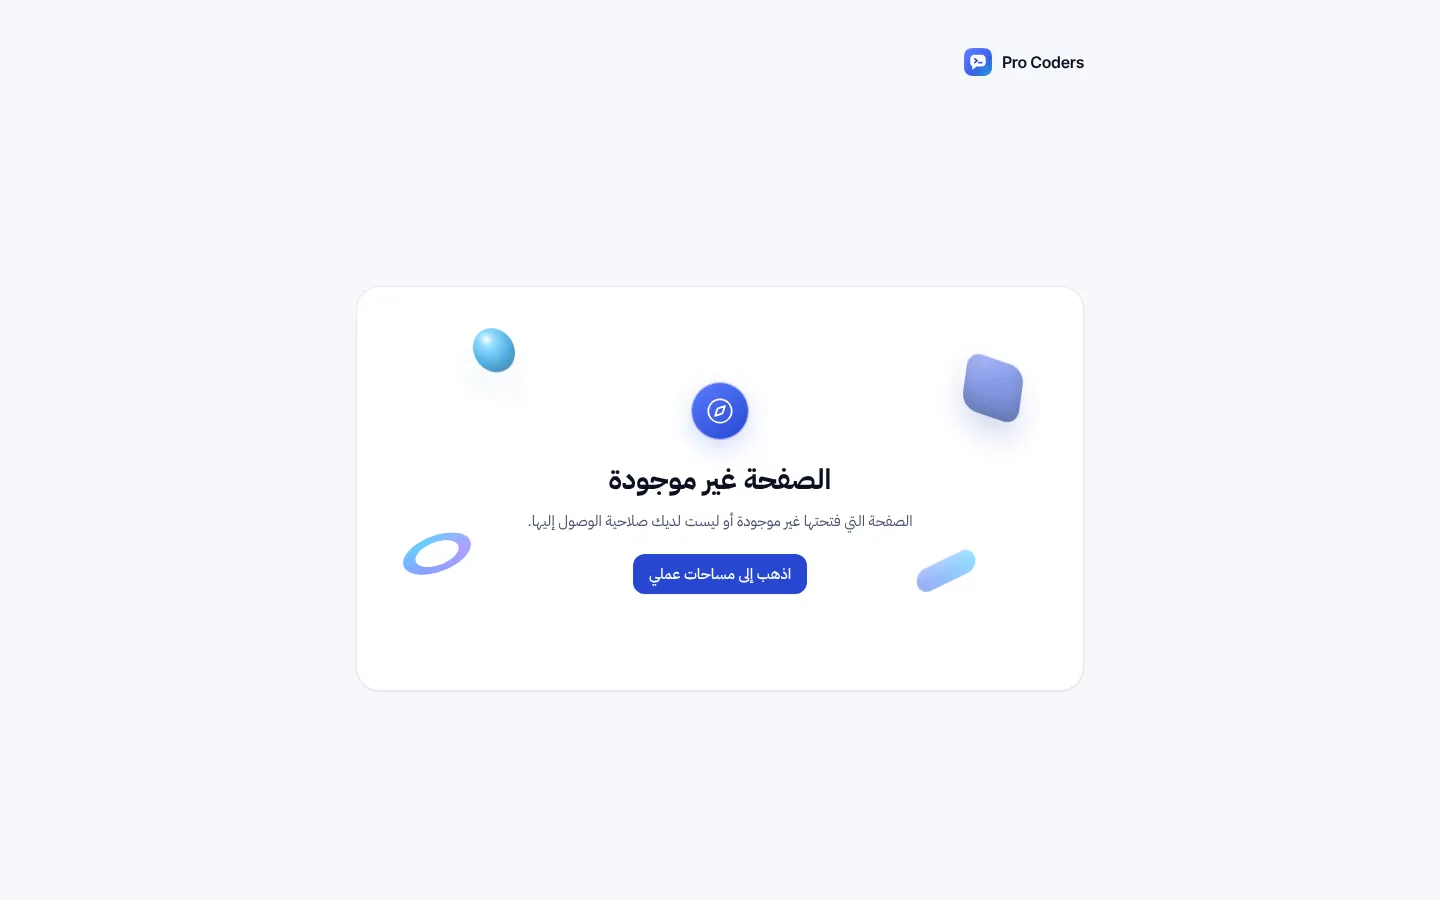 Pro Coders
الصفحة غير موجودة
الصفحة التي فتحتها غير موجودة أو ليست لديك صلاحية الوصول إليها.
اذهب إلى مساحات عملي